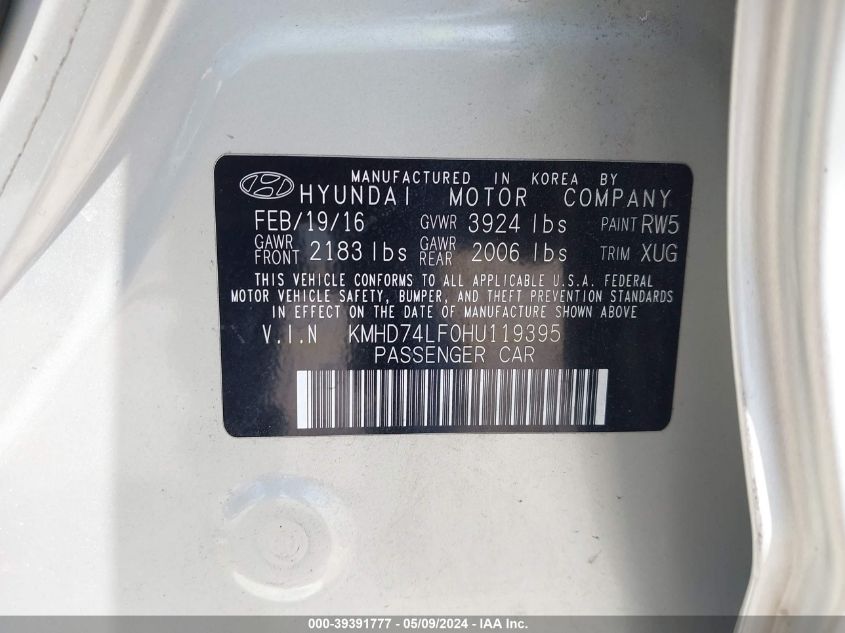 MANUFACTURED IN KOREA BY
HYUNDAI MOTOR COMPANY
FEB/19/16 GVWR 3924 lbs PAINT RW5
GAWR FRONT 2183 lbs GAWR REAR 2006 lbs TRIM XUG
THIS VEHICLE CONFORMS TO ALL APPLICABLE U.S.A. FEDERAL
MOTOR VEHICLE SAFETY, BUMPER, AND THEFT PREVENTION STANDARDS
IN EFFECT ON THE DATE OF MANUFACTURE SHOWN ABOVE.
V.I.N KMHD74LF0HU119395
PASSENGER CAR
000-39391777 - 05/09/2024 - IAA Inc.